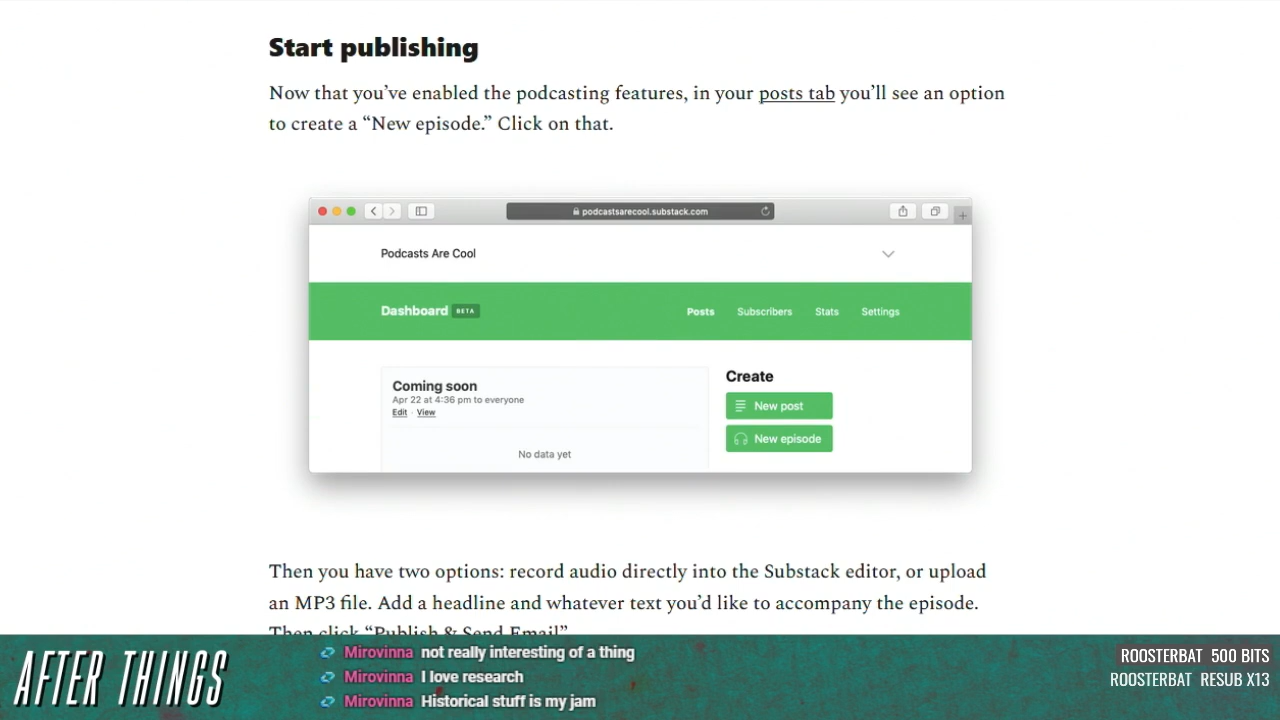 Start publishing
Now that you’ve enabled the podcasting features, in your posts tab you’ll see an option
to create a “New episode.” Click on that.
podcastsarecool.substack.com
Podcasts Are Cool
Dashboard BETA
Posts Subscribers Stats Settings
Coming soon
Apr 22 at 4:36 pm to everyone
Edit · View
No data yet
Create
New post
New episode
Then you have two options: record audio directly into the Substack editor, or upload
an MP3 file. Add a headline and whatever text you’d like to accompany the episode.
Then click “Publish & Send Email”
AFTER THINGS
Mirovinna not really interesting of a thing
Mirovinna I love research
Mirovinna Historical stuff is my jam
ROOSTERBAT 500 BITS
ROOSTERBAT RESUB X13